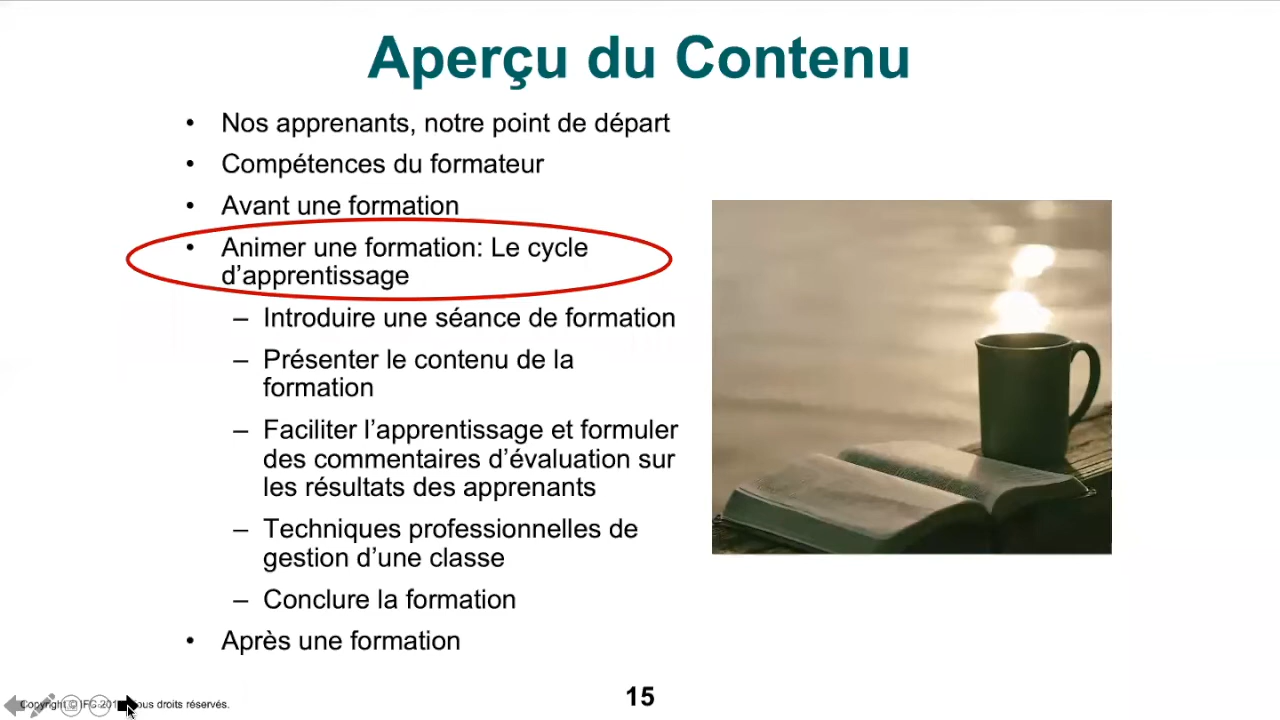 Aperçu du Contenu
• Nos apprenants, notre point de départ
• Compétences du formateur
• Avant une formation
• Animer une formation: Le cycle
d’apprentissage
– Introduire une séance de formation
– Présenter le contenu de la
formation
– Faciliter l’apprentissage et formuler
des commentaires d’évaluation sur
les résultats des apprenants
– Techniques professionnelles de
gestion d’une classe
– Conclure la formation
• Après une formation
Copyright © IFC droits réservés.
15